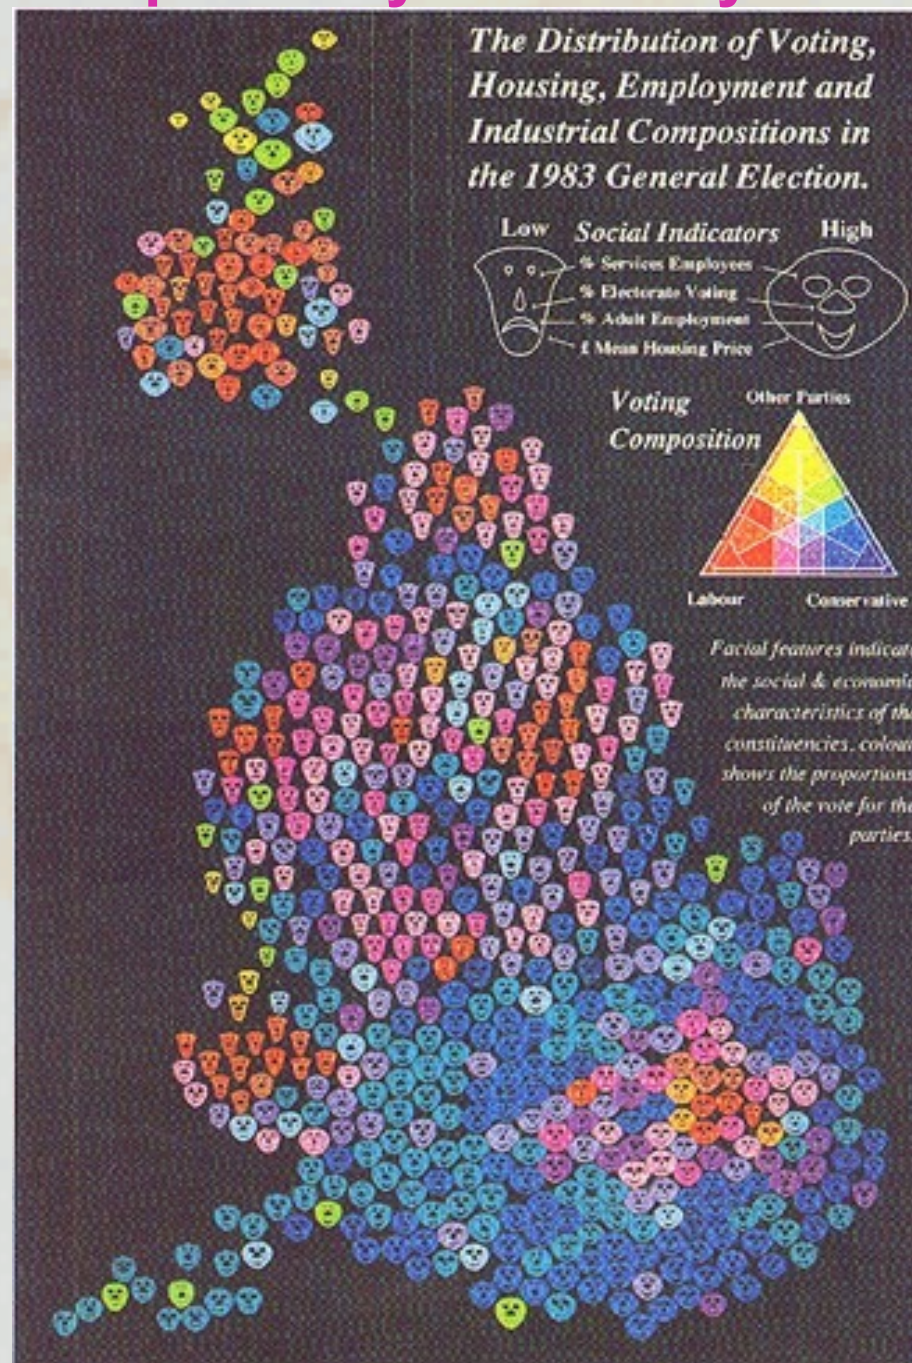 The Distribution of Voting,
Housing, Employment and
Industrial Compositions in
the 1983 General Election.
Low Social Indicators High
% Services Employees
% Electorate Voting
% Adult Employment
£ Mean Housing Price
Voting
Composition
Other Parties
Labour Conservative
Facial features indicate
the social & economic
characteristics of the
constituencies, colour
shows the proportions
of the vote for the
parties.